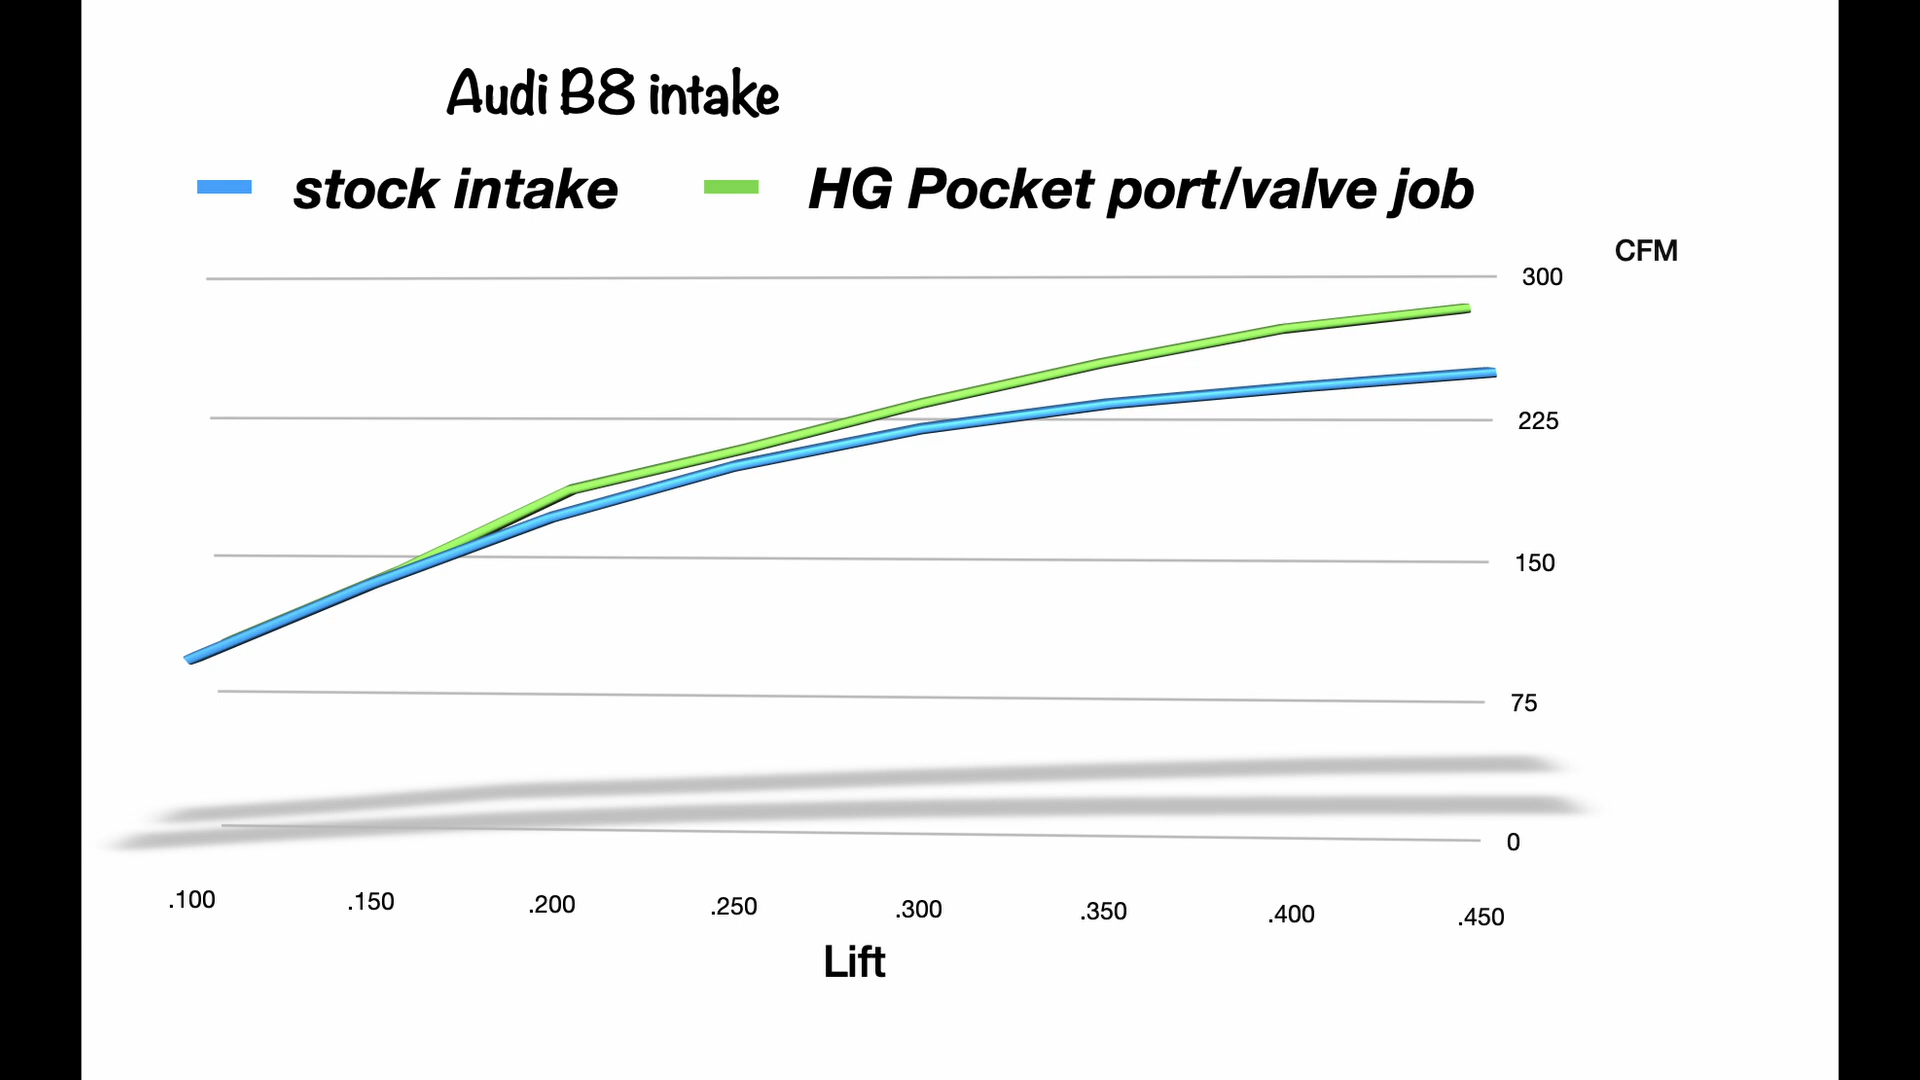 Audi B8 intake
stock intake
HG Pocket port/valve job
CFM
300
225
150
75
0
.100 .150 .200 .250 .300 .350 .400 .450
Lift